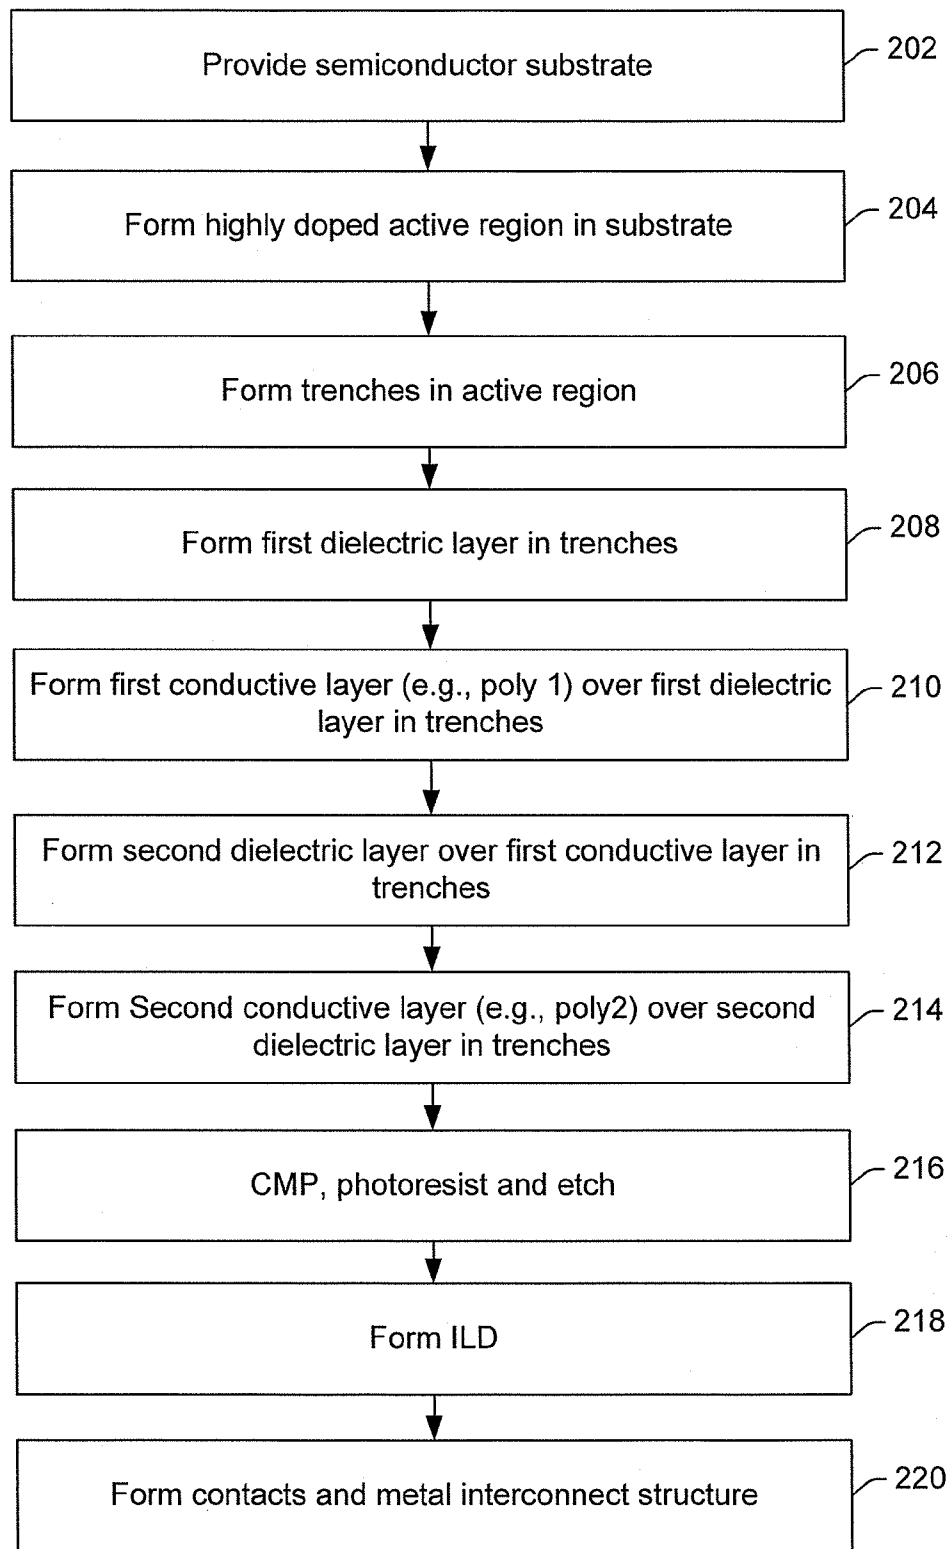 Provide semiconductor substrate
202
Form highly doped active region in substrate
204
Form trenches in active region
206
Form first dielectric layer in trenches
208
Form first conductive layer (e.g., poly 1) over first dielectric
layer in trenches
210
Form second dielectric layer over first conductive layer in
trenches
212
Form Second conductive layer (e.g., poly2) over second
dielectric layer in trenches
214
CMP, photoresist and etch
216
Form ILD
218
Form contacts and metal interconnect structure
220